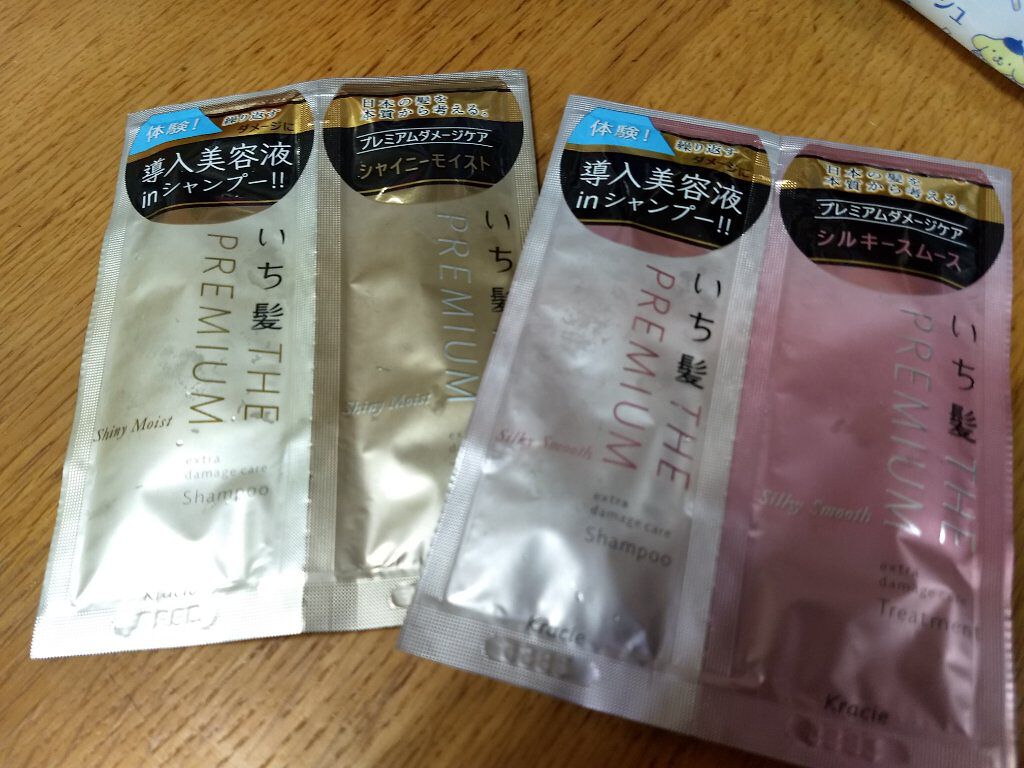 体験！
繰り返す
ダメージに
導入美容液
inシャンプー!!
いち髪 THE
PREMIUM
Shiny Moist
extra
damage care
Shampoo
Kracie
日本の髪を
本質から考える。
プレミアムダメージケア
シャイニーモイスト
いち髪
PREMIUM
Shiny Moist
体験！
繰り返す
ダメージに
導入美容液
inシャンプー!!
いち髪 THE
PREMIUM
Silky Smooth
extra
damage care
Shampoo
Kracie
日本の髪を
本質から考える。
プレミアムダメージケア
シルキースムース
いち髪 THE
PREMIUM
Silky Smooth
extra
damage care
Treatment
Kracie